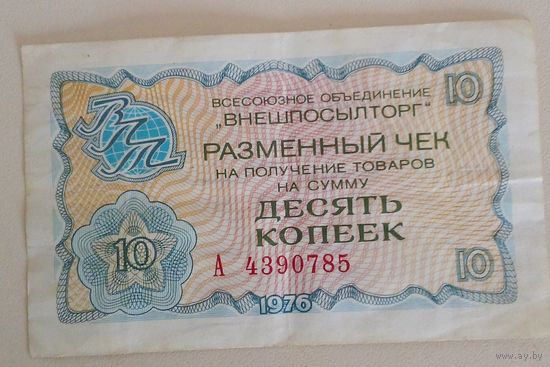 ВПТ
10
ВСЕСОЮЗНОЕ ОБЪЕДИНЕНИЕ
„ВНЕШПОСЫЛТОРГ"
РАЗМЕННЫЙ ЧЕК
НА ПОЛУЧЕНИЕ ТОВАРОВ
НА СУММУ
ДЕСЯТЬ
КОПЕЕК
10
А 4390785
10
1976
www.ay.by